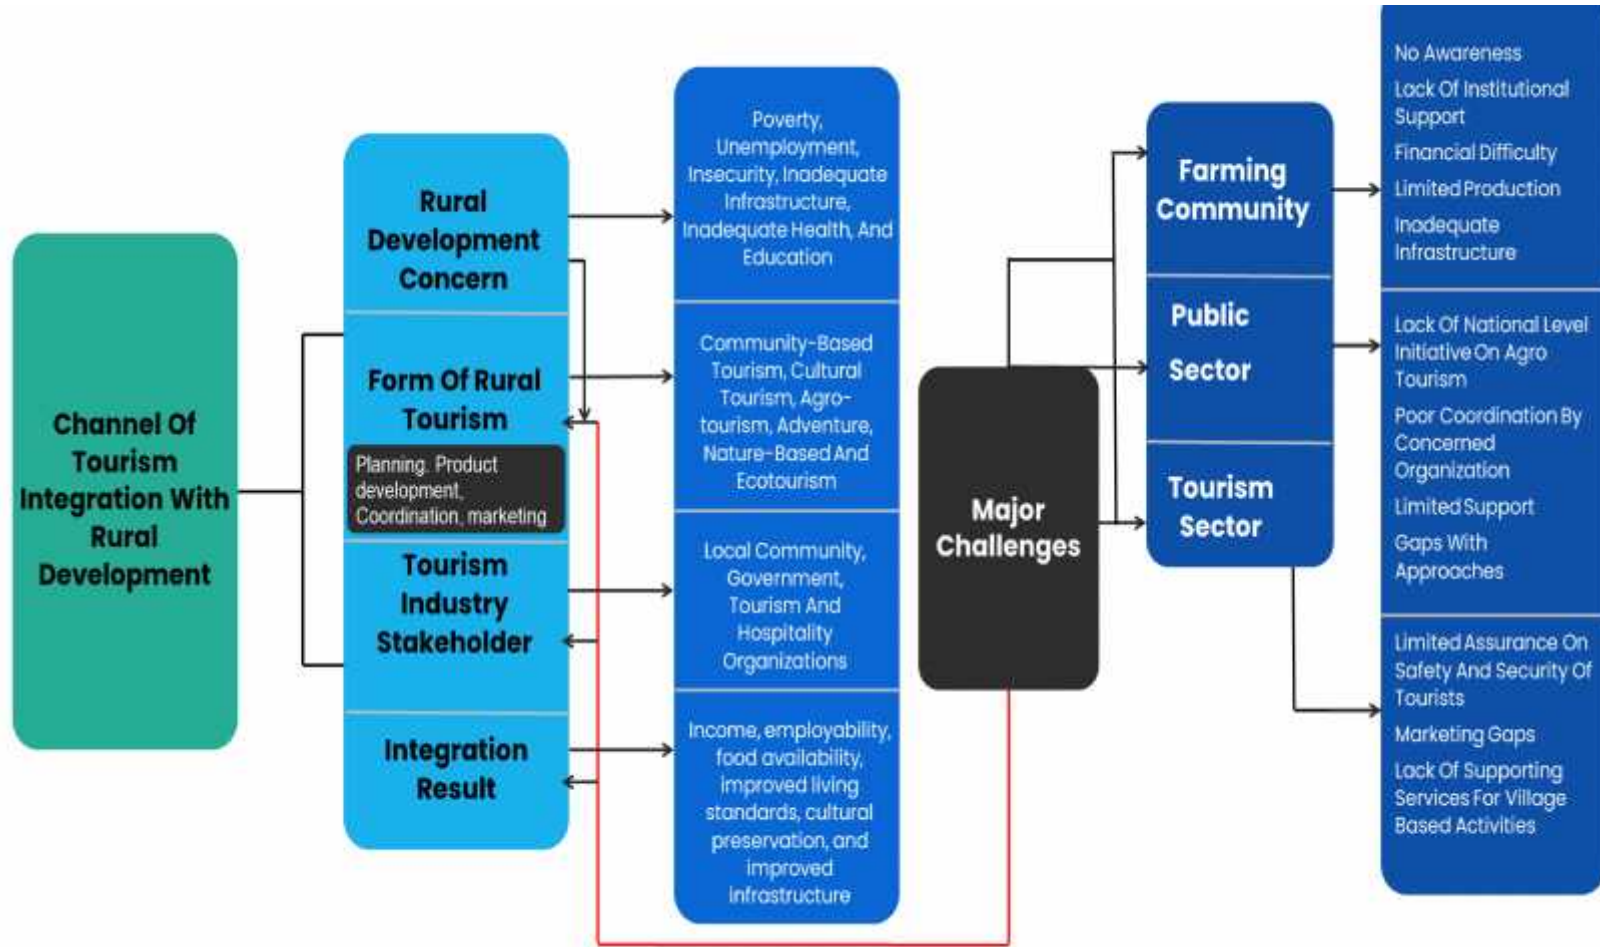 Channel Of
Tourism
Integration With
Rural
Development
Rural
Development
Concern
Form Of Rural
Tourism
Planning. Product
development,
Coordination, marketing
Tourism
Industry
Stakeholder
Integration
Result
Poverty,
Unemployment,
Insecurity, Inadequate
Infrastructure,
Inadequate Health, And
Education
Community-Based
Tourism, Cultural
Tourism, Agro-
tourism, Adventure,
Nature-Based And
Ecotourism
Local Community,
Government,
Tourism And
Hospitality
Organizations
Income, employability,
food availability,
improved living
standards, cultural
preservation, and
improved
infrastructure
Major
Challenges
Farming
Community
Public
Sector
Tourism
Sector
No Awareness
Lack Of Institutional
Support
Financial Difficulty
Limited Production
Inadequate
Infrastructure
Lack Of National Level
Initiative On Agro
Tourism
Poor Coordination By
Concerned
Organization
Limited Support
Gaps With
Approaches
Limited Assurance On
Safety And Security Of
Tourists
Marketing Gaps
Lack Of Supporting
Services For Village
Based Activities